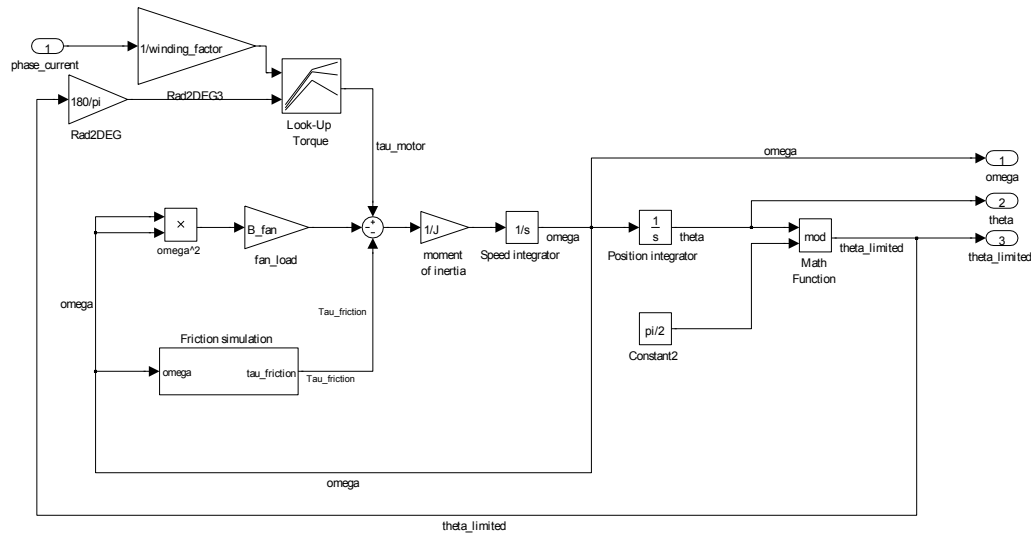 1
phase_current
1/winding_factor
180/pi
Rad2DEG
Rad2DEG3
Look-Up
Torque
tau_motor
omega
1
omega
2
theta
3
theta_limited
×
omega^2
B_fan
fan_load
+
−
−
1/J
moment
of inertia
1/s
Speed integrator
omega
1
s
Position integrator
theta
mod
Math
Function
theta_limited
pi/2
Constant2
omega
Tau_friction
Friction simulation
omega
tau_friction
Tau_friction
omega
theta_limited